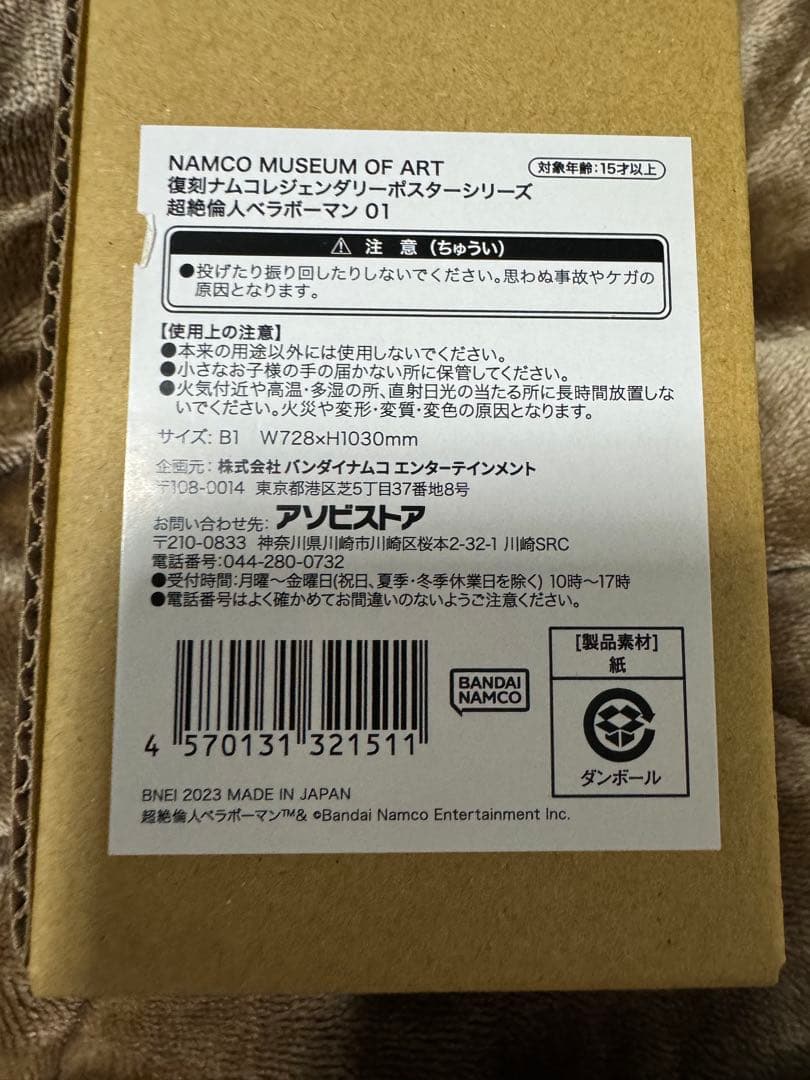 NAMCO MUSEUM OF ART
対象年齢:15才以上
復刻ナムコレジェンダリーポスターシリーズ
超絶倫人ベラボーマン 01
⚠ 注 意 (ちゅうい)
●投げたり振り回したりしないでください。思わぬ事故やケガの
原因となります。
【使用上の注意】
●本来の用途以外には使用しないでください。
●小さなお子様の手の届かない所に保管してください。
●火気付近や高温・多湿の所、直射日光の当たる所に長時間放置しな
いでください。火災や変形・変質・変色の原因となります。
サイズ: B1 W728×H1030mm
企画元: 株式会社 バンダイナムコ エンターテインメント
〒108-0014 東京都港区芝5丁目37番地8号
お問い合わせ先: アソビストア
〒210-0833 神奈川県川崎市川崎区桜本2-32-1 川崎SRC
電話番号:044-280-0732
●受付時間:月曜～金曜日(祝日、夏季・冬季休業日を除く) 10時～17時
●電話番号はよく確かめてお間違いのないようご注意ください。
[製品素材]
紙
BANDAI
NAMCO
ダンボール
4 570131 321511
BNEI 2023 MADE IN JAPAN
超絶倫人ベラボーマン™& ©Bandai Namco Entertainment Inc.